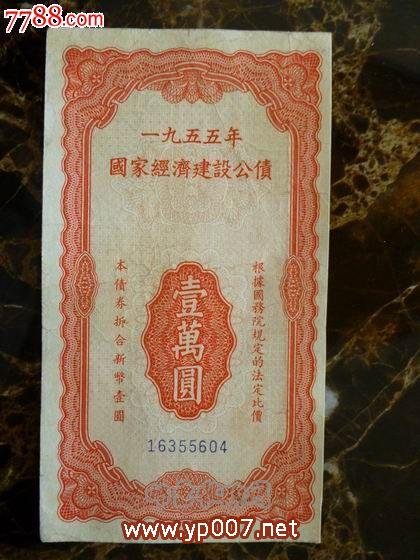 7788.com
一九五五年
國家經濟建設公債
根據國務院規定的法定比價
壹萬圓
本債券折合新幣壹圓
16355604
www.yp007.net